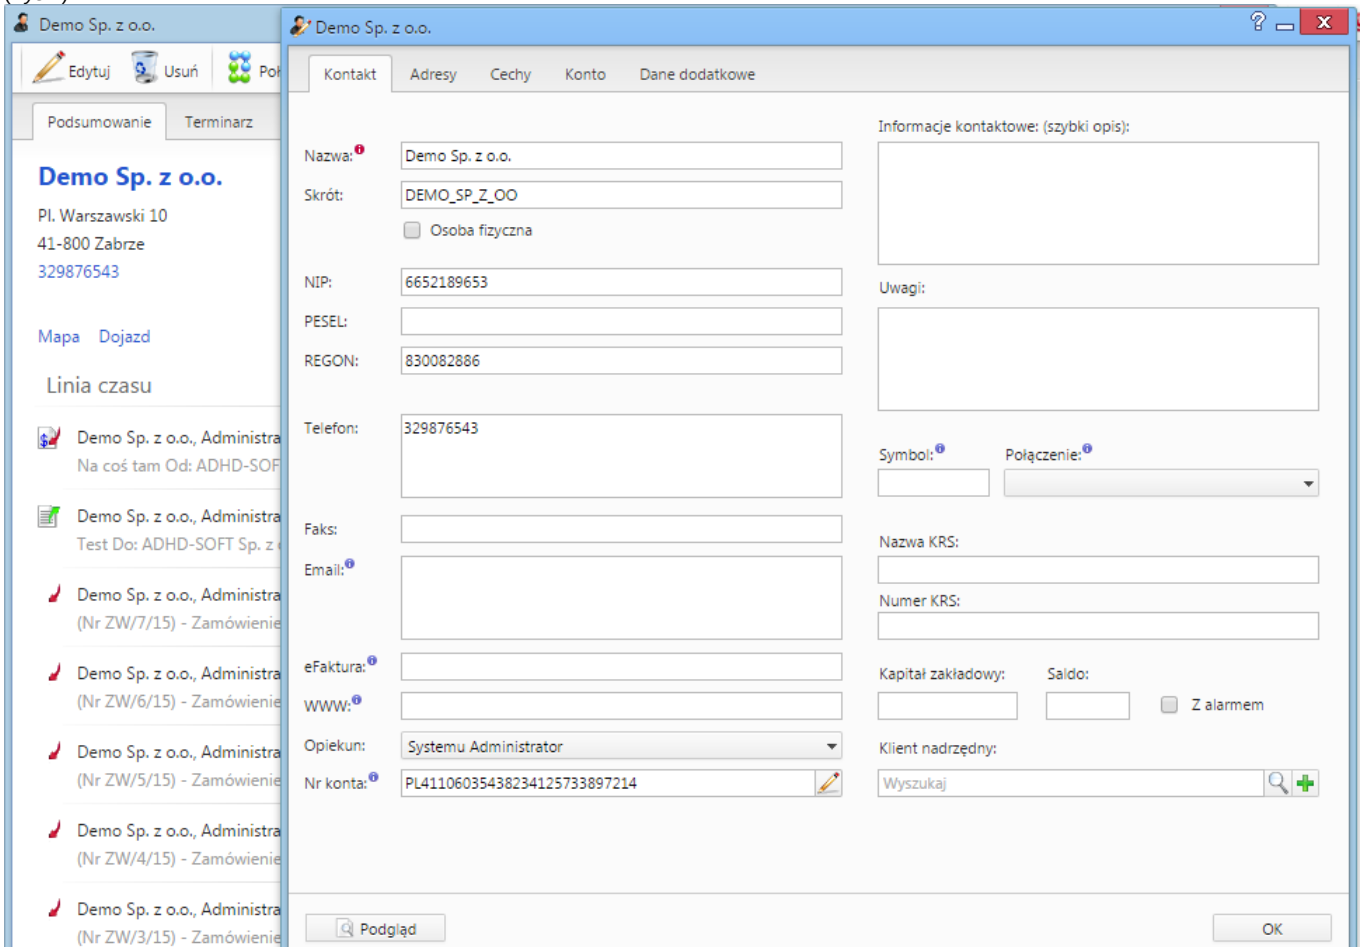 Demo Sp. z o.o.
Edytuj Usuń
Podsumowanie Terminarz
Demo Sp. z o.o.
Pl. Warszawski 10
41-800 Zabrze
329876543
Mapa Dojazd
Linia czasu
Demo Sp. z o.o., Administra
Na coś tam Od: ADHD-SOF
Demo Sp. z o.o., Administra
Test Do: ADHD-SOFT Sp. z
Demo Sp. z o.o., Administra
(Nr ZW/7/15) - Zamówienie
Demo Sp. z o.o., Administra
(Nr ZW/6/15) - Zamówienie
Demo Sp. z o.o., Administra
(Nr ZW/5/15) - Zamówienie
Demo Sp. z o.o., Administra
(Nr ZW/4/15) - Zamówienie
Demo Sp. z o.o., Administra
(Nr ZW/3/15) - Zamówienie
Demo Sp. z o.o.
Kontakt Adresy Cechy Konto Dane dodatkowe
Nazwa: Demo Sp. z o.o.
Skrót: DEMO_SP_Z_OO
Osoba fizyczna
NIP: 6652189653
PESEL:
REGON: 830082886
Telefon: 329876543
Faks:
Email:
eFaktura:
WWW:
Opiekun: Systemu Administrator
Nr konta: PL41106035438234125733897214
Informacje kontaktowe: (szybki opis):
Uwagi:
Symbol: Połączenie:
Nazwa KRS:
Numer KRS:
Kapitał zakładowy: Saldo:
Z alarmem
Klient nadrzędny:
Wyszukaj
Podgląd OK